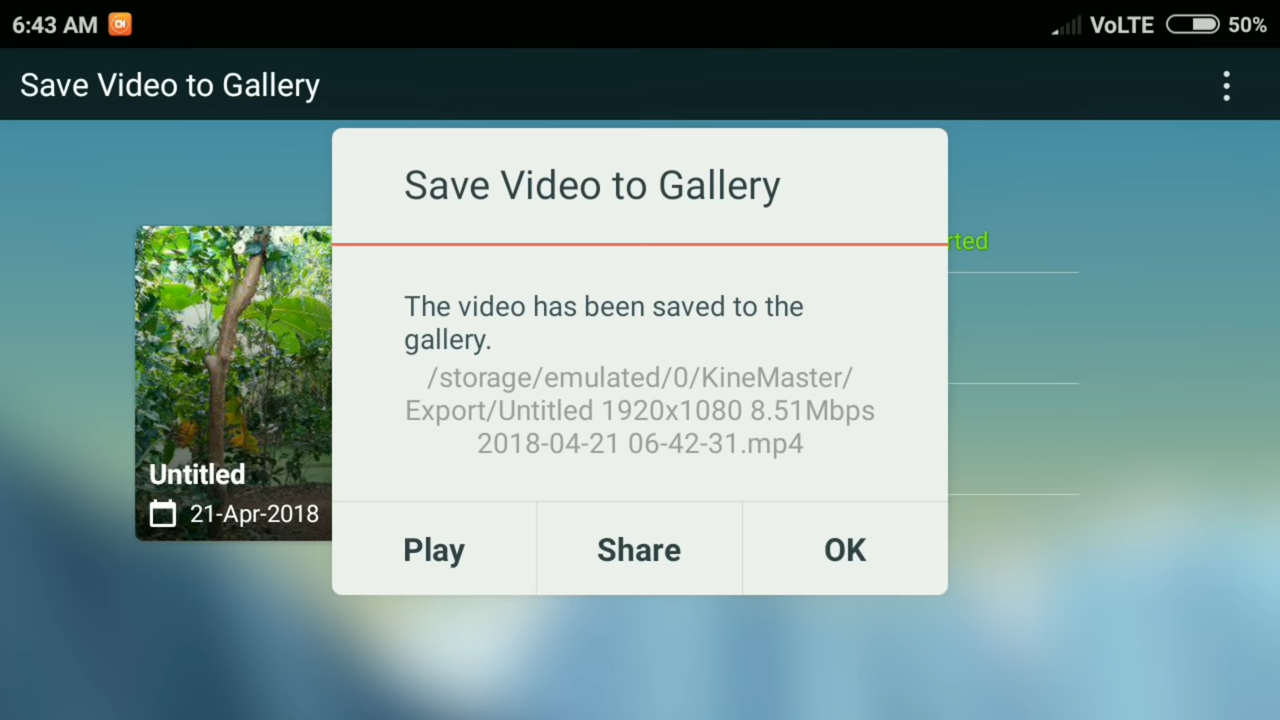 6:43 AM
VoLTE 50%
Save Video to Gallery
Save Video to Gallery
rted
The video has been saved to the
gallery.
/storage/emulated/0/KineMaster/
Export/Untitled 1920x1080 8.51Mbps
2018-04-21 06-42-31.mp4
Untitled
21-Apr-2018
Play
Share
OK